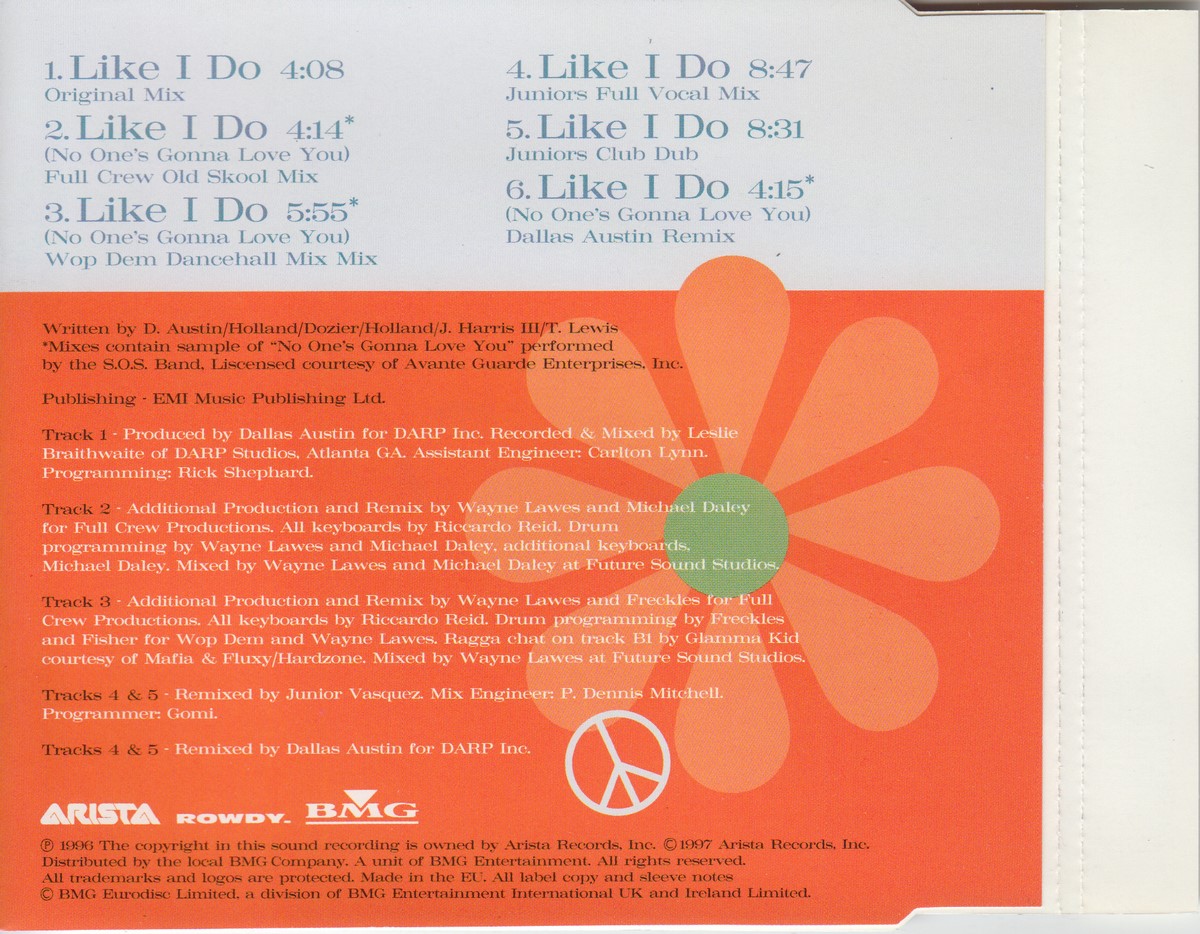 1. Like I Do 4:08
Original Mix
2. Like I Do 4:14*
(No One's Gonna Love You)
Full Crew Old Skool Mix
3. Like I Do 5:55*
(No One's Gonna Love You)
Wop Dem Dancehall Mix Mix
4. Like I Do 8:47
Juniors Full Vocal Mix
5. Like I Do 8:31
Juniors Club Dub
6. Like I Do 4:15*
(No One's Gonna Love You)
Dallas Austin Remix
Written by D. Austin/Holland/Dozier/Holland/J. Harris III/T. Lewis
*Mixes contain sample of "No One's Gonna Love You" performed
by the S.O.S. Band, Liscensed courtesy of Avante Guarde Enterprises, Inc.
Publishing - EMI Music Publishing Ltd.
Track 1 - Produced by Dallas Austin for DARP Inc. Recorded & Mixed by Leslie
Braithwaite of DARP Studios, Atlanta GA. Assistant Engineer: Carlton Lynn.
Programming: Rick Shephard.
Track 2 - Additional Production and Remix by Wayne Lawes and Michael Daley
for Full Crew Productions. All keyboards by Riccardo Reid. Drum
programming by Wayne Lawes and Michael Daley, additional keyboards,
Michael Daley. Mixed by Wayne Lawes and Michael Daley at Future Sound Studios.
Track 3 - Additional Production and Remix by Wayne Lawes and Freckles for Full
Crew Productions. All keyboards by Riccardo Reid. Drum programming by Freckles
and Fisher for Wop Dem and Wayne Lawes. Ragga chat on track B1 by Glamma Kid
courtesy of Mafia & Fluxy/Hardzone. Mixed by Wayne Lawes at Future Sound Studios.
Tracks 4 & 5 - Remixed by Junior Vasquez. Mix Engineer: P. Dennis Mitchell.
Programmer: Gomi.
Tracks 4 & 5 - Remixed by Dallas Austin for DARP Inc.
ARISTA ROWDY. BMG
℗ 1996 The copyright in this sound recording is owned by Arista Records, Inc. © 1997 Arista Records, Inc.
Distributed by the local BMG Company. A unit of BMG Entertainment. All rights reserved.
All trademarks and logos are protected. Made in the EU. All label copy and sleeve notes
© BMG Eurodisc Limited, a division of BMG Entertainment International UK and Ireland Limited.